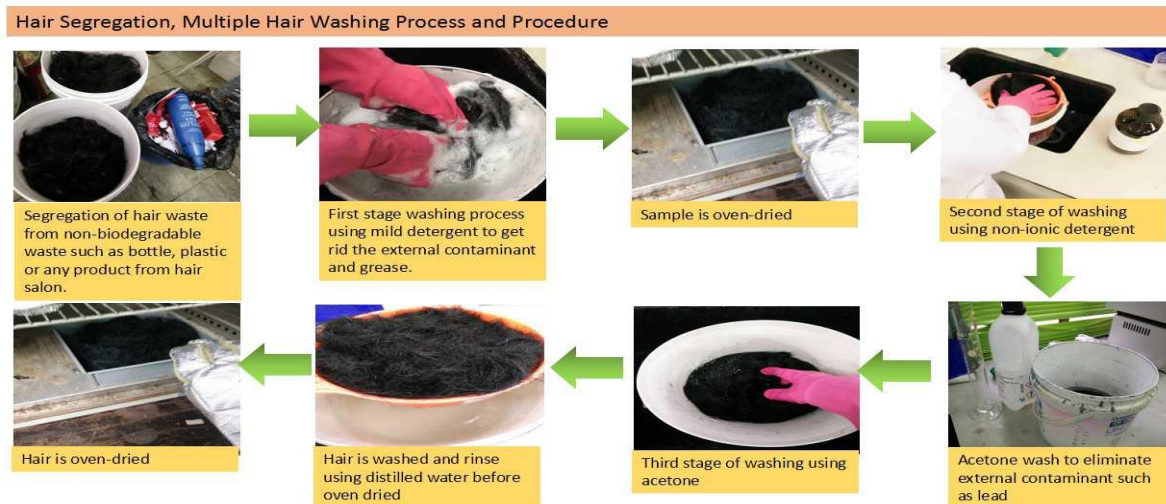 Hair Segregation, Multiple Hair Washing Process and Procedure
Segregation of hair waste
from non-biodegradable
waste such as bottle, plastic
or any product from hair
salon.
First stage washing process
using mild detergent to get
rid the external contaminant
and grease.
Sample is oven-dried
Second stage of washing
using non-ionic detergent
Acetone wash to eliminate
external contaminant such
as lead
Third stage of washing using
acetone
Hair is washed and rinse
using distilled water before
oven dried
Hair is oven-dried